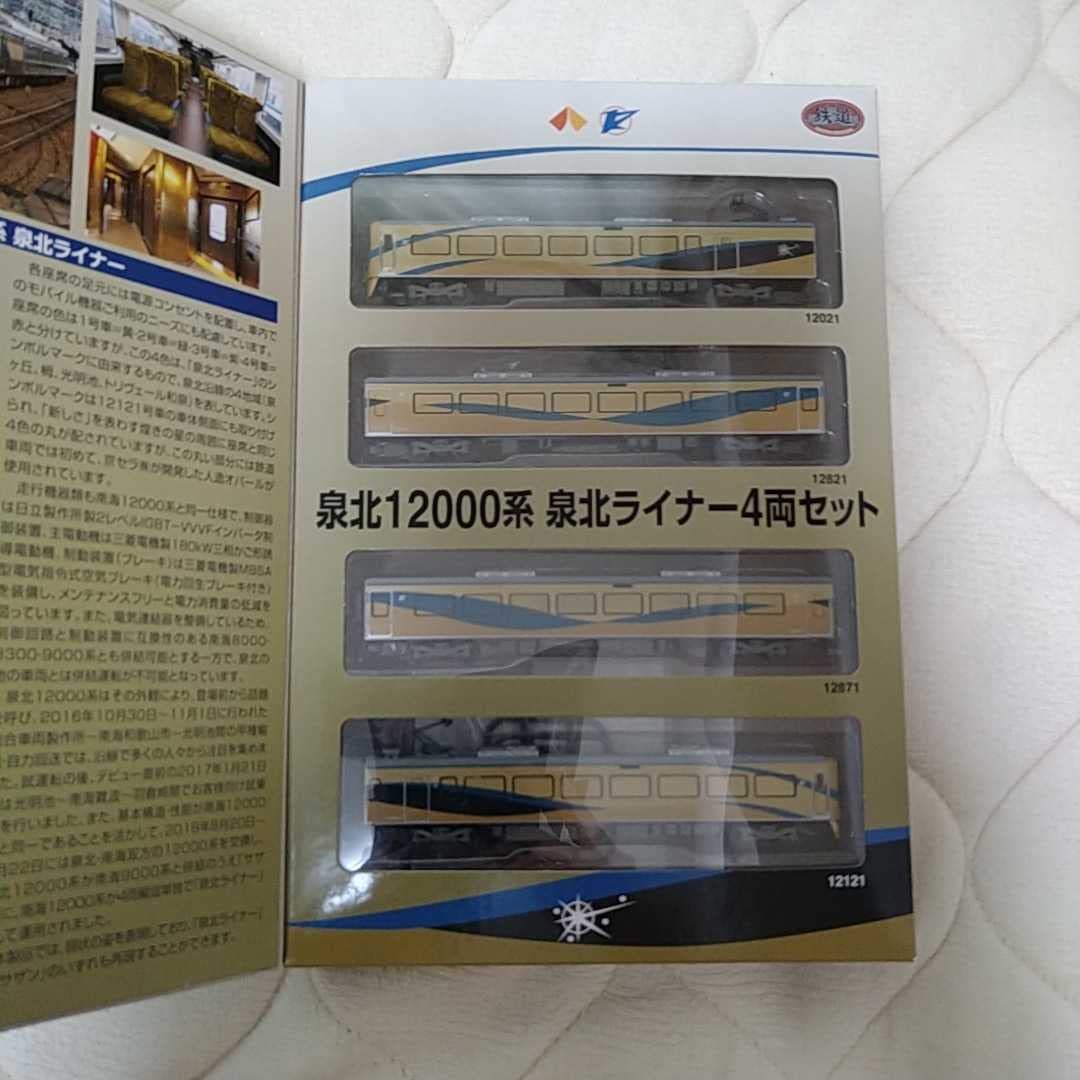 泉北ライナー
各座席の足元には電源コンセントを配置し、車内で
のモバイル機器ご利用のニーズにも配慮しています。
座席の色は1号車=黄・2号車=緑・3号車=紫・4号車=
赤と分けていますが、この4色は、「泉北ライナー」のシ
ンボルマークに由来するもので、泉北沿線の4地域(泉
ケ丘、栂、光明池、トリヴェール和泉)を表しています。シ
ンボルマークは12121号車の車体側面にも取り付け
られ、「新しさ」を表わす煌きの星の周囲に座席と同じ
4色の丸が配されていますが、この丸い部分には鉄道
車両では初めて、京セラ㈱が開発した人造オパールが
使用されています。
走行機器類も南海12000系と同一仕様で、制御器
は日立製作所製2レベルIGBT-VVVFインバータ制
御装置、主電動機は三菱電機製180kW三相かご形誘
導電動機、制動装置(ブレーキ)は三菱電機製MBSA
型電気指令式空気ブレーキ(電力回生ブレーキ付き)
を装備し、メンテナンスフリーと電力消費量の低減を
図っています。また、電気連結器を整備しているため、
制御回路と制動装置に互換性のある南海8000-
8300-9000系とも併結可能とする一方で、泉北の
他の車両とは併結運転が不可能となっています。
泉北12000系はその外観により、登場前から話題
を呼び、2016年10月30日～11月1日に行われた
総合車両製作所～南海和歌山市～光明池間の甲種輸
送・自力回送では、沿線で多くの人々から注目を集めま
した。試運転の後、デビュー直前の2017年1月21日
は光明池～南海難波～羽倉崎間でお客様向け試乗
を行いました。また、基本構造・性能が南海12000
と同一であることを活かして、2018年8月20日～
月22日には泉北・南海双方の12000系を交換し、
北12000系が南海9000系と併結のうえ「サザ
に、南海12000系が4両編成単独で「泉北ライナー」
して運用されました。
本製品では、現状の姿を表現しており、「泉北ライナー」
「サザン」のいずれも再現することができます。
鉄道
12021
12821
泉北12000系 泉北ライナー4両セット
12871
12121